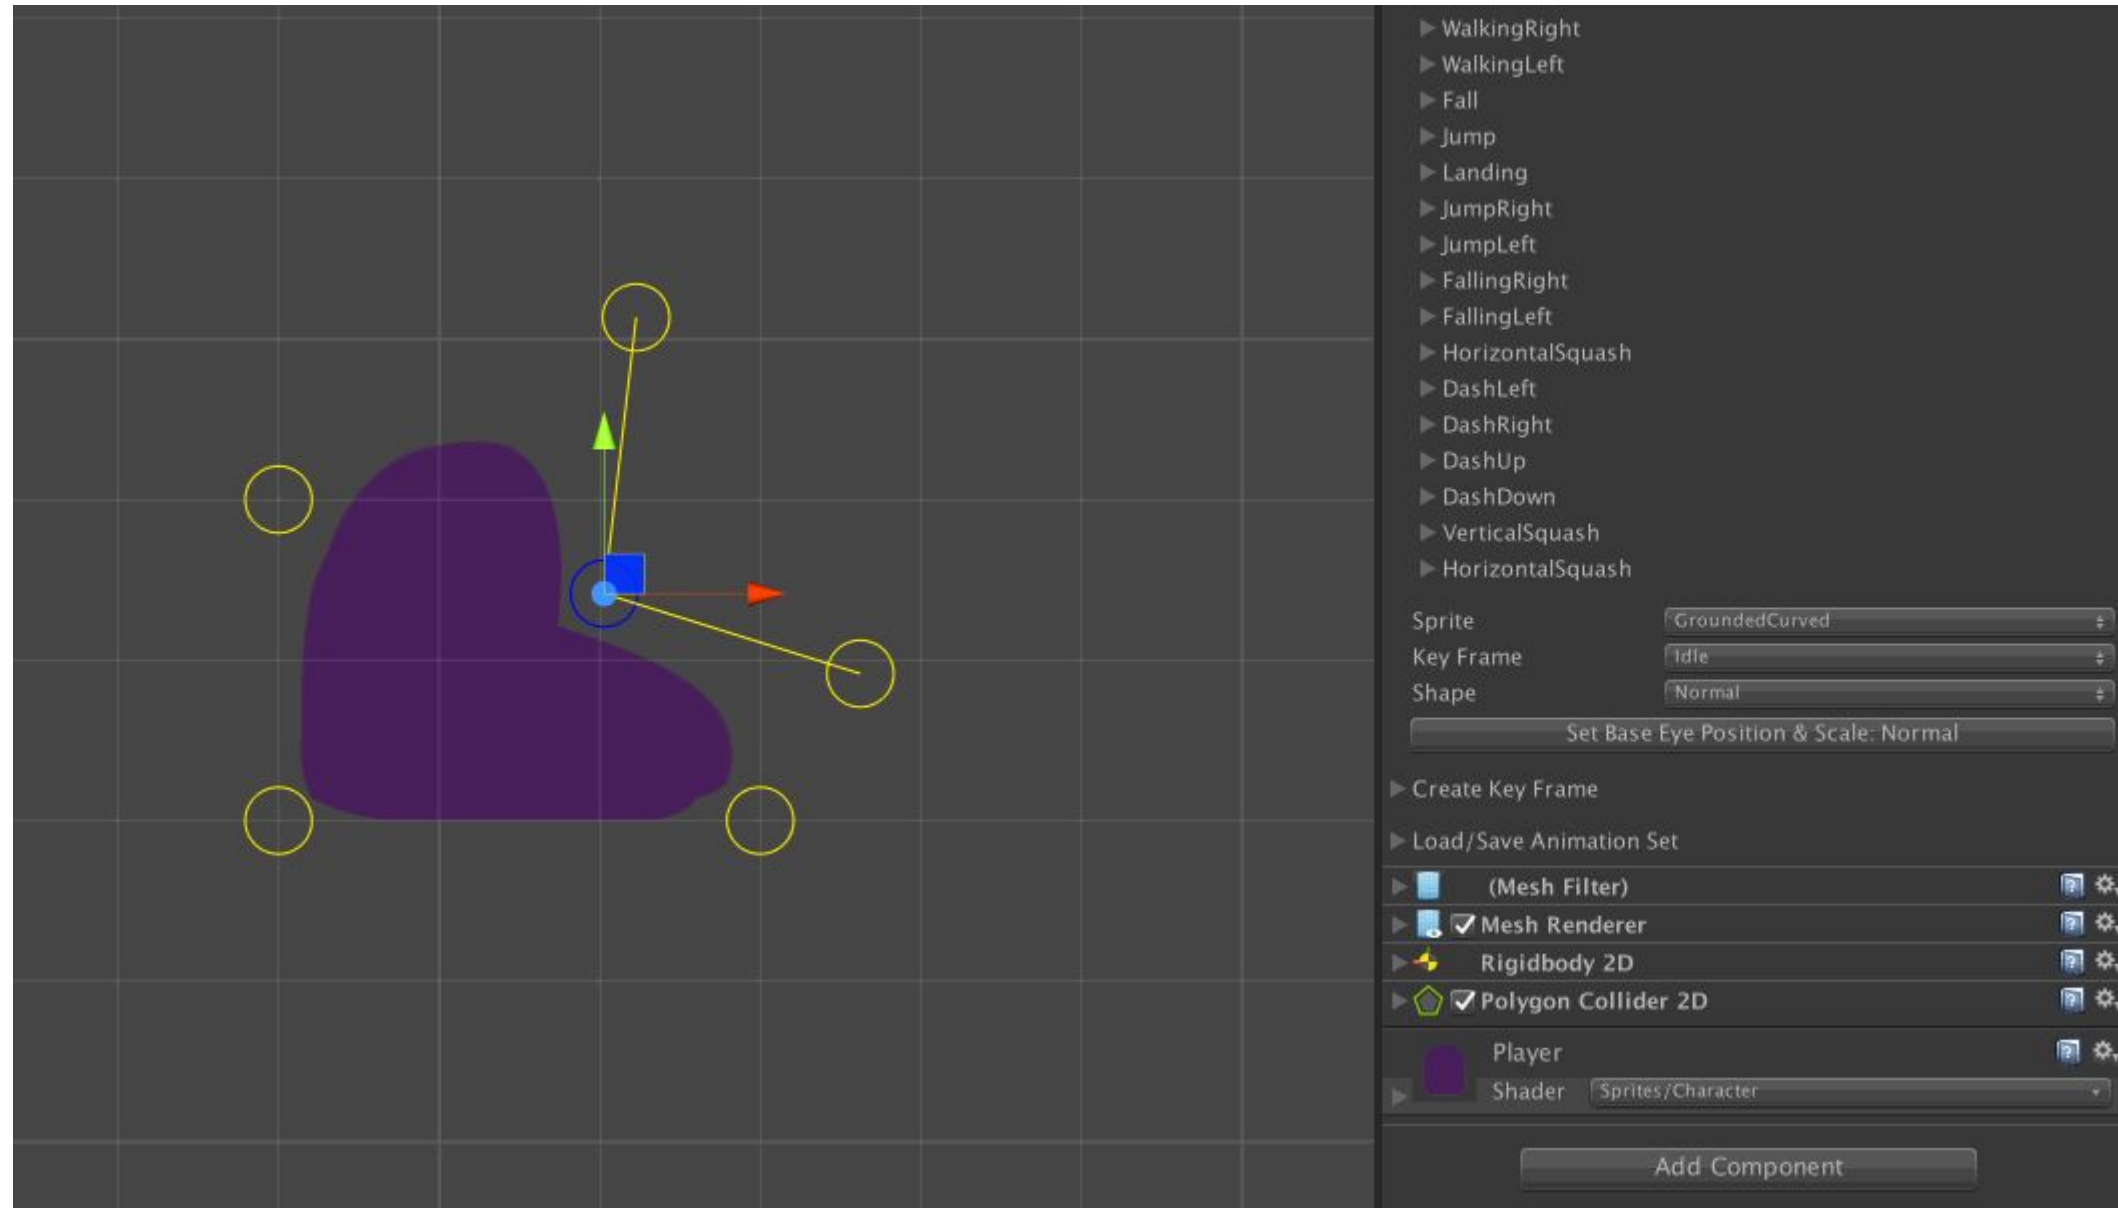 WalkingRight
WalkingLeft
Fall
Jump
Landing
JumpRight
JumpLeft
FallingRight
FallingLeft
HorizontalSquash
DashLeft
DashRight
DashUp
DashDown
VerticalSquash
HorizontalSquash
Sprite GroundedCurved
Key Frame Idle
Shape Normal
Set Base Eye Position & Scale: Normal
Create Key Frame
Load/Save Animation Set
(Mesh Filter)
Mesh Renderer
Rigidbody 2D
Polygon Collider 2D
Player
Shader Sprites/Character
Add Component